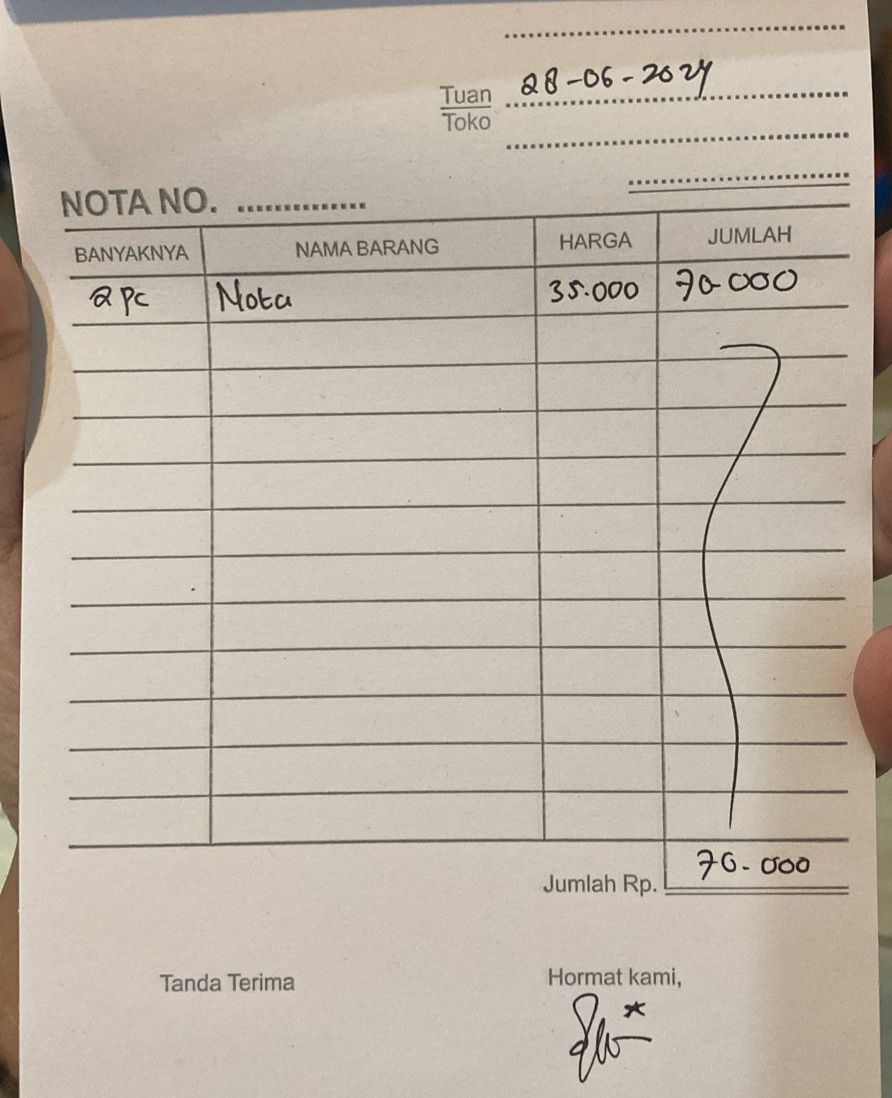 28-06-2024
Tuan
Toko
NOTA NO. ..............
BANYAKNYA NAMA BARANG HARGA JUMLAH
2 pc Nota 35.000 70.000
Jumlah Rp. 70.000
Tanda Terima Hormat kami,